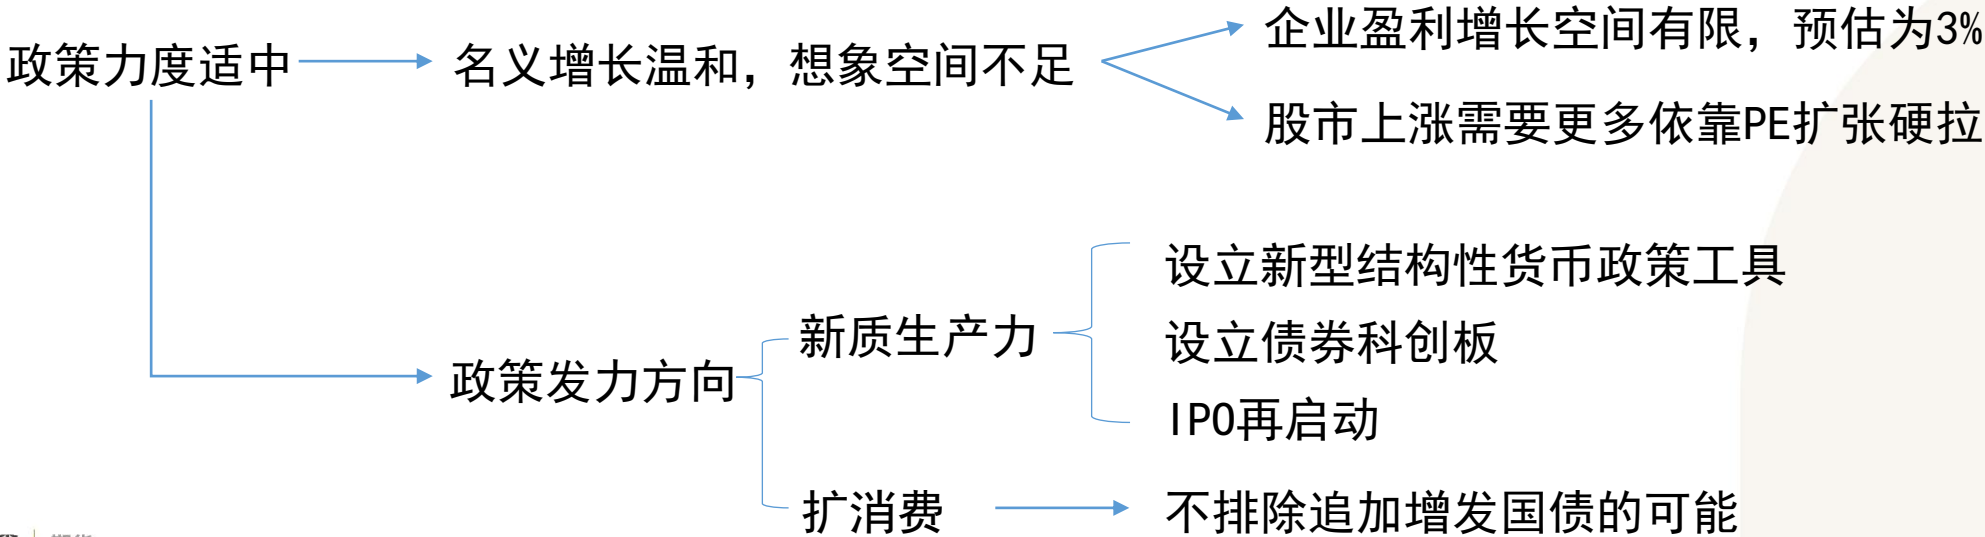 企业盈利增长空间有限，预估为3%
政策力度适中
名义增长温和，想象空间不足
股市上涨需要更多依靠PE扩张硬拉
设立新型结构性货币政策工具
新质生产力
设立债券科创板
政策发力方向
IPO再启动
扩消费
不排除追加增发国债的可能